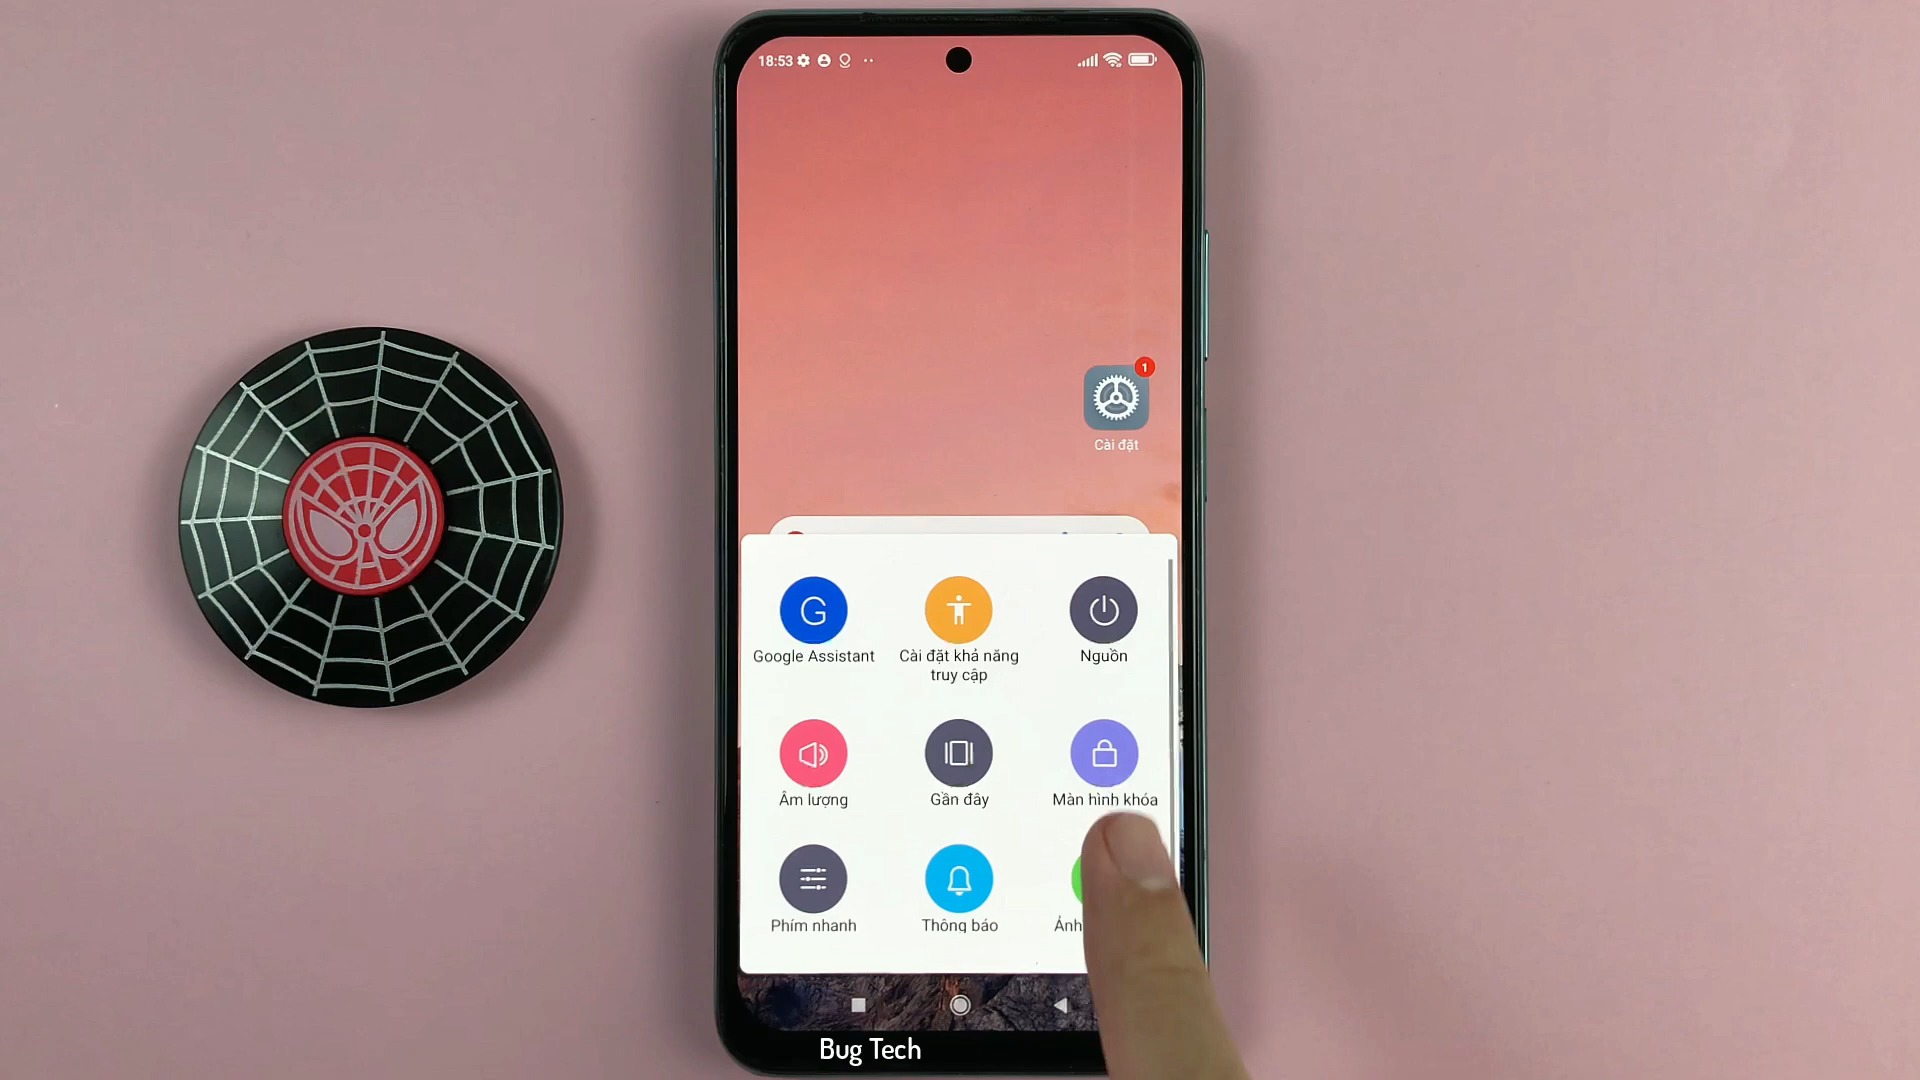 18:53
1
Cài đặt
G
Google Assistant
Cài đặt khả năng
truy cập
Nguồn
Âm lượng
Gần đây
Màn hình khóa
Phím nhanh
Thông báo
Ảnh
Bug Tech